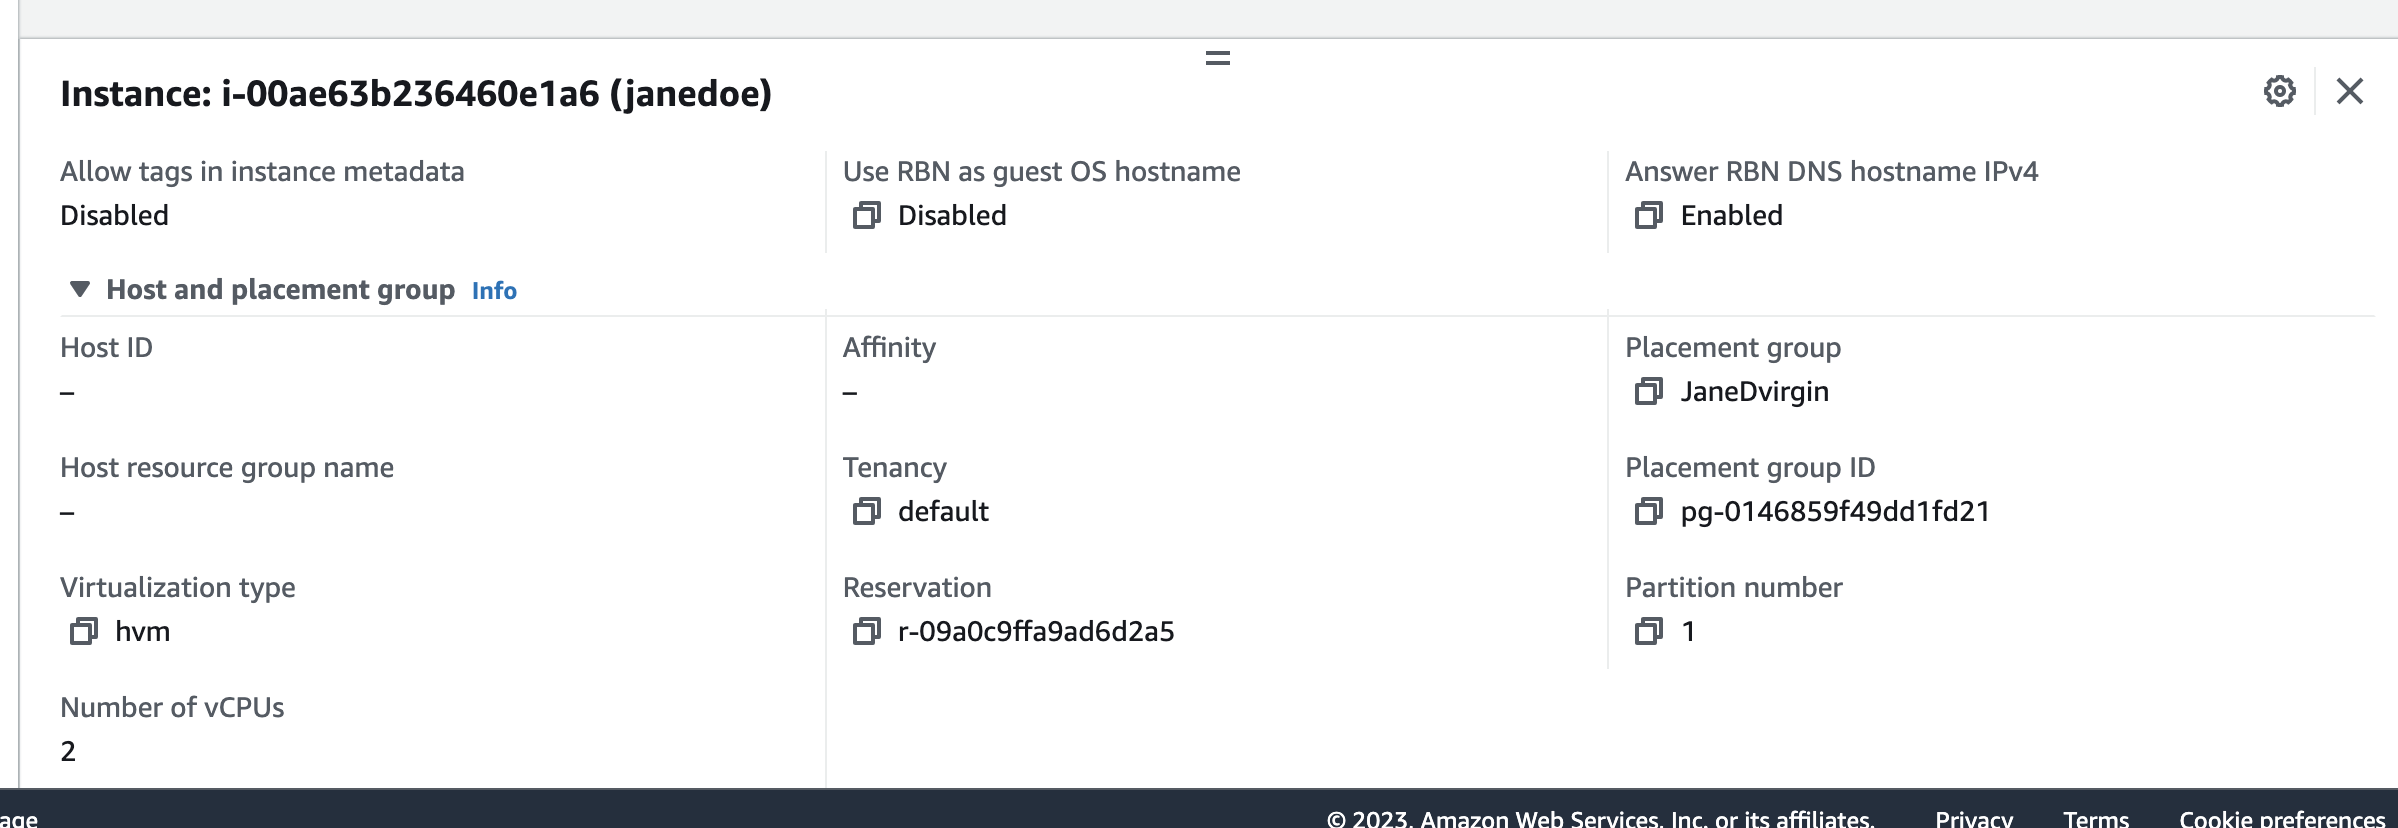 Instance: i-00ae63b236460e1a6 (janedoe)
Allow tags in instance metadata
Disabled
Use RBN as guest OS hostname
Disabled
Answer RBN DNS hostname IPv4
Enabled
Host and placement group Info
Host ID
–
Affinity
–
Placement group
JaneDvirgin
Host resource group name
–
Tenancy
default
Placement group ID
pg-0146859f49dd1fd21
Virtualization type
hvm
Reservation
r-09a0c9ffa9ad6d2a5
Partition number
1
Number of vCPUs
2
age
© 2023, Amazon Web Services, Inc. or its affiliates.
Privacy
Terms
Cookie preferences